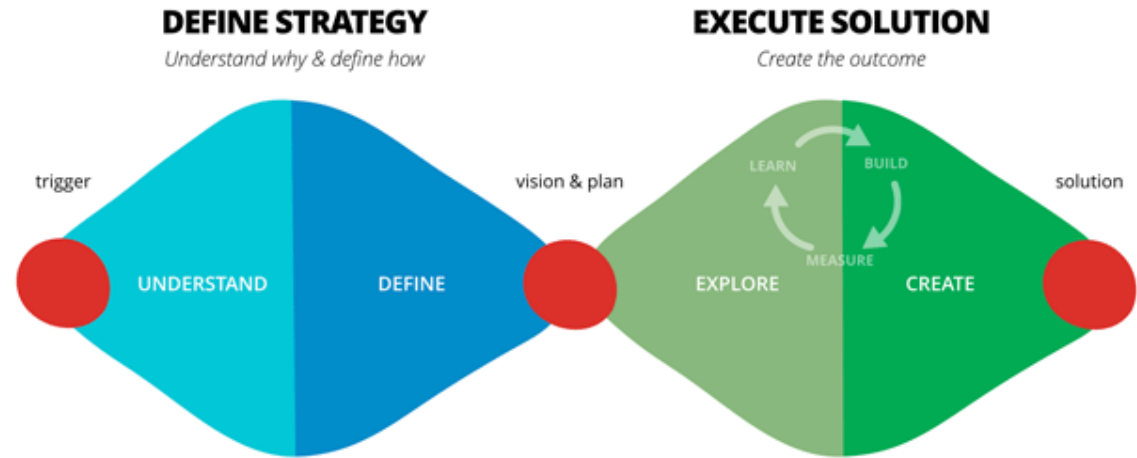 DEFINE STRATEGY
Understand why & define how
EXECUTE SOLUTION
Create the outcome
trigger
vision & plan
solution
LEARN
BUILD
MEASURE
UNDERSTAND
DEFINE
EXPLORE
CREATE